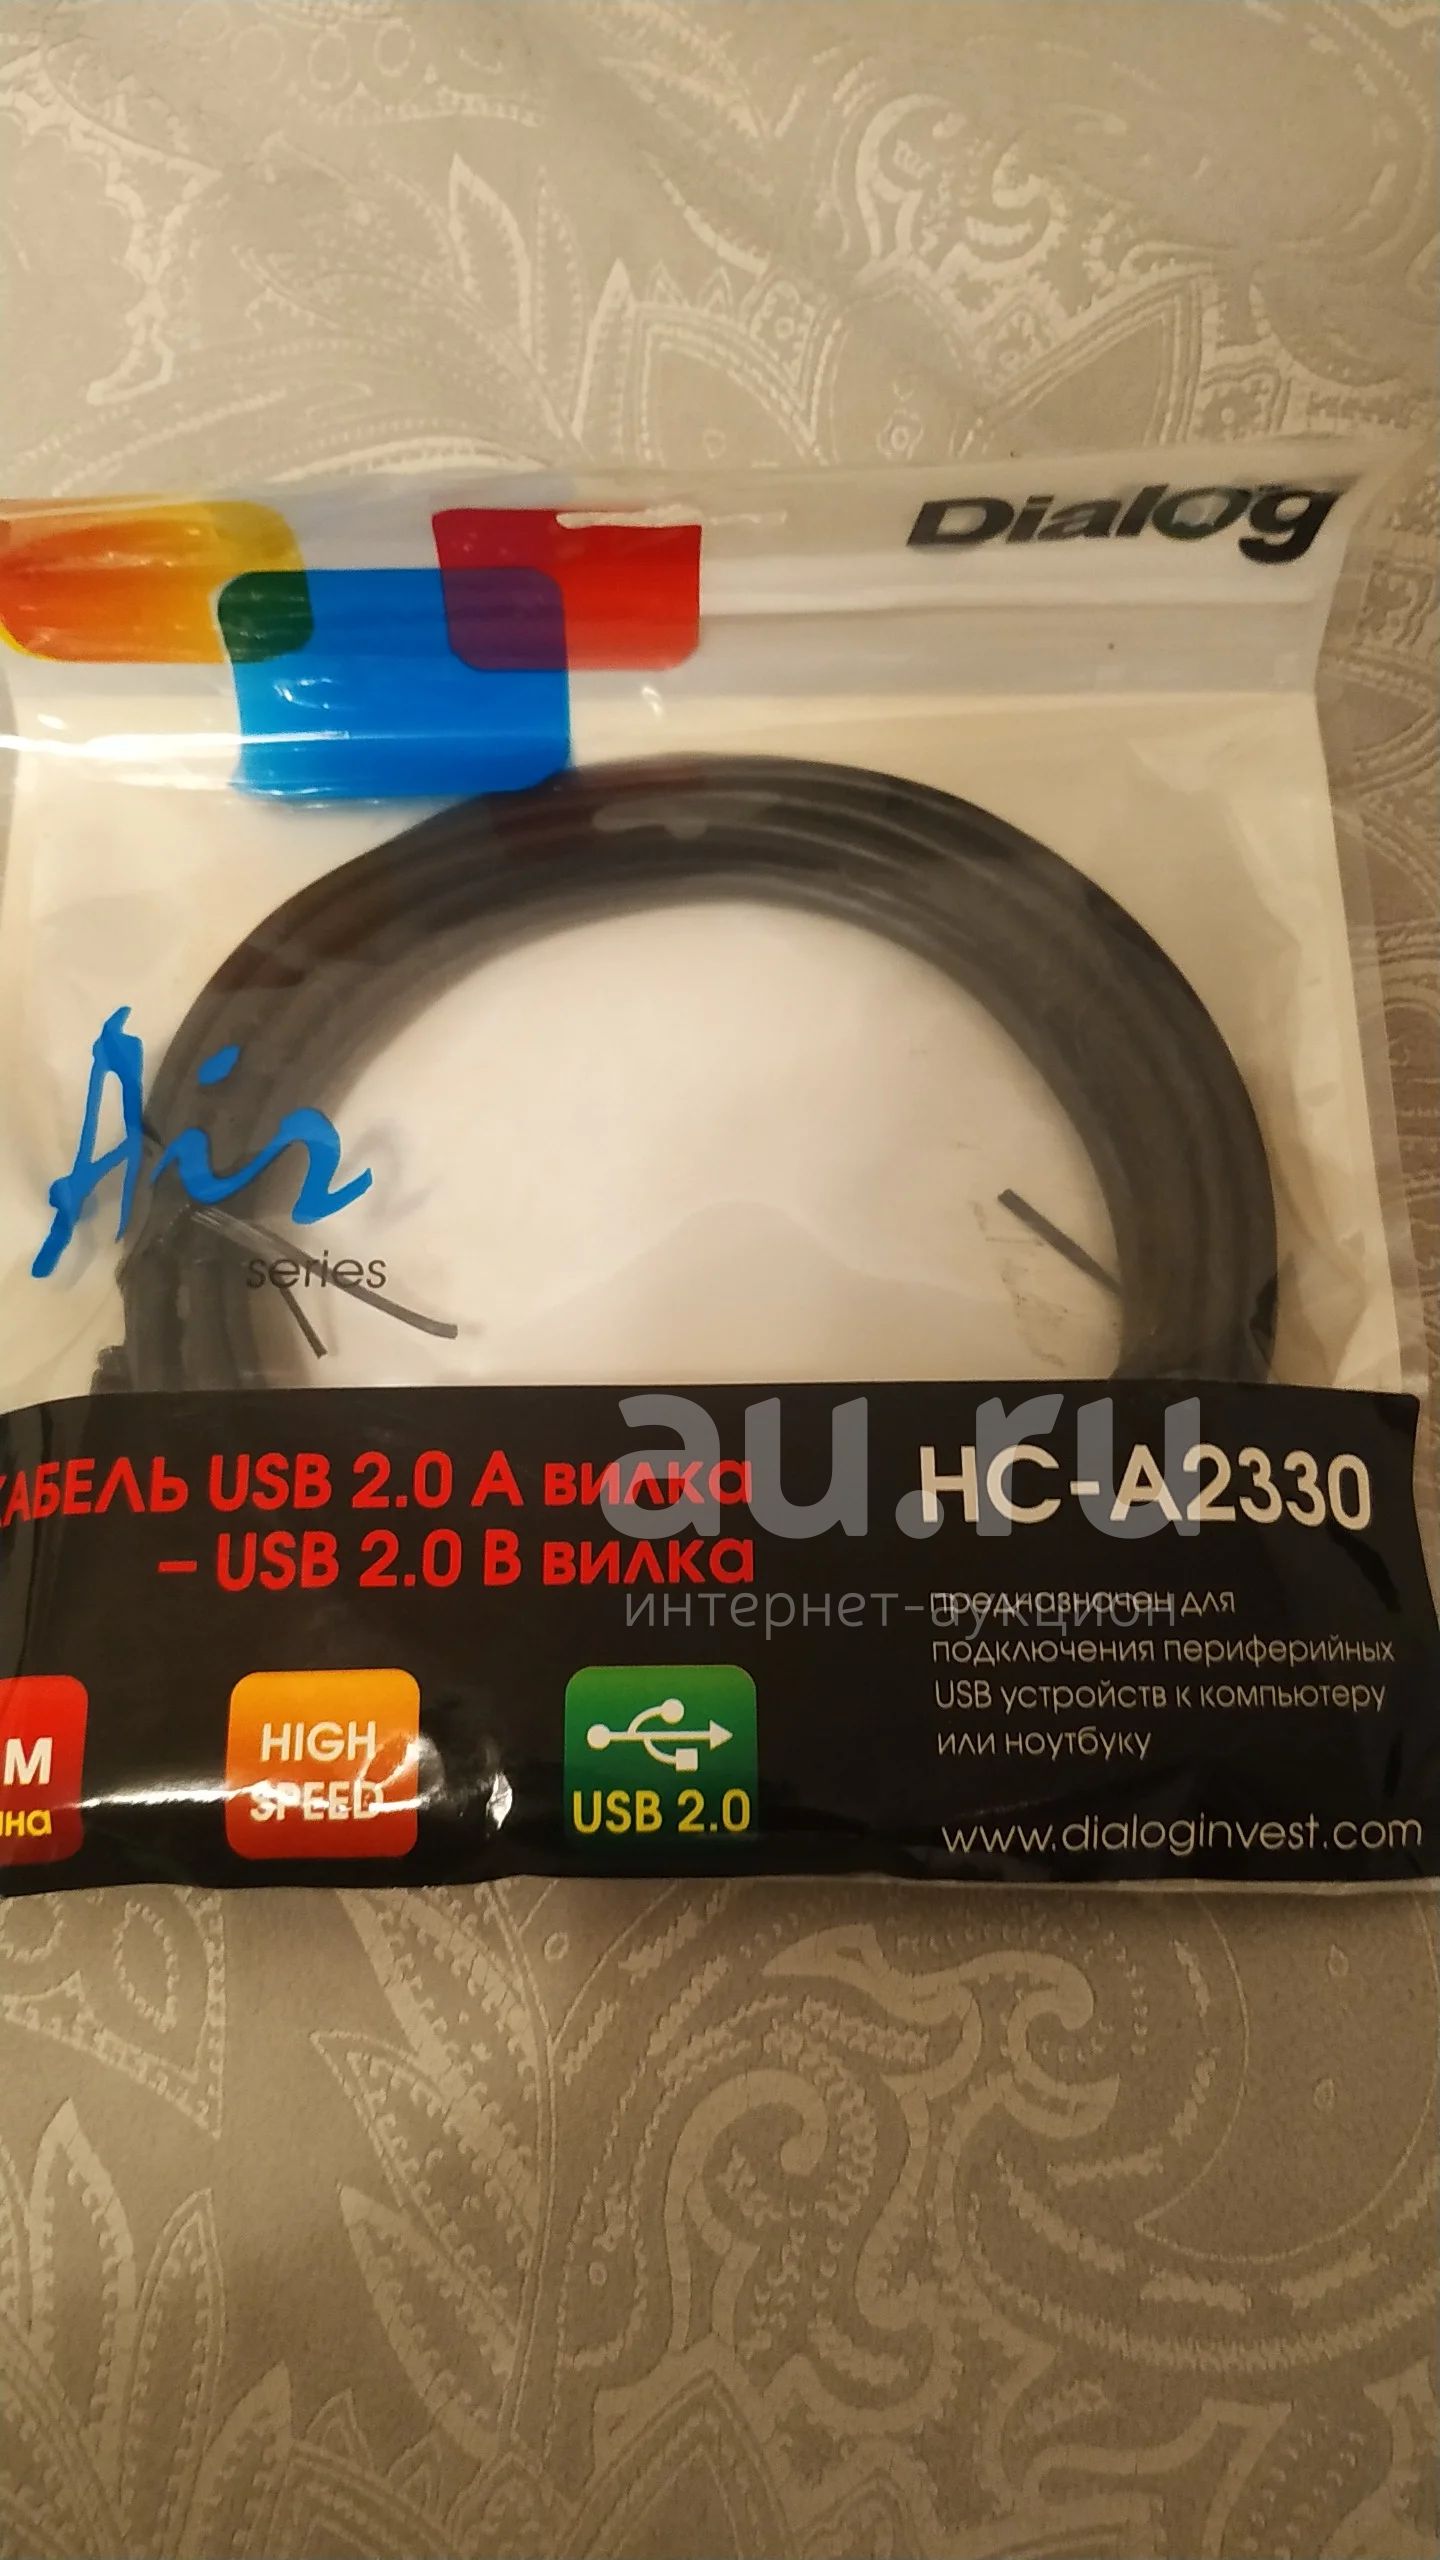 Dialog
Air
series
КАБЕЛЬ USB 2.0 A вилка
– USB 2.0 B вилка
HC-A2330
au.ru
интернет-аукцион
предназначен для
подключения периферийных
USB устройств к компьютеру
или ноутбуку
М
HIGH
SPEED
USB 2.0
www.dialoginvest.com